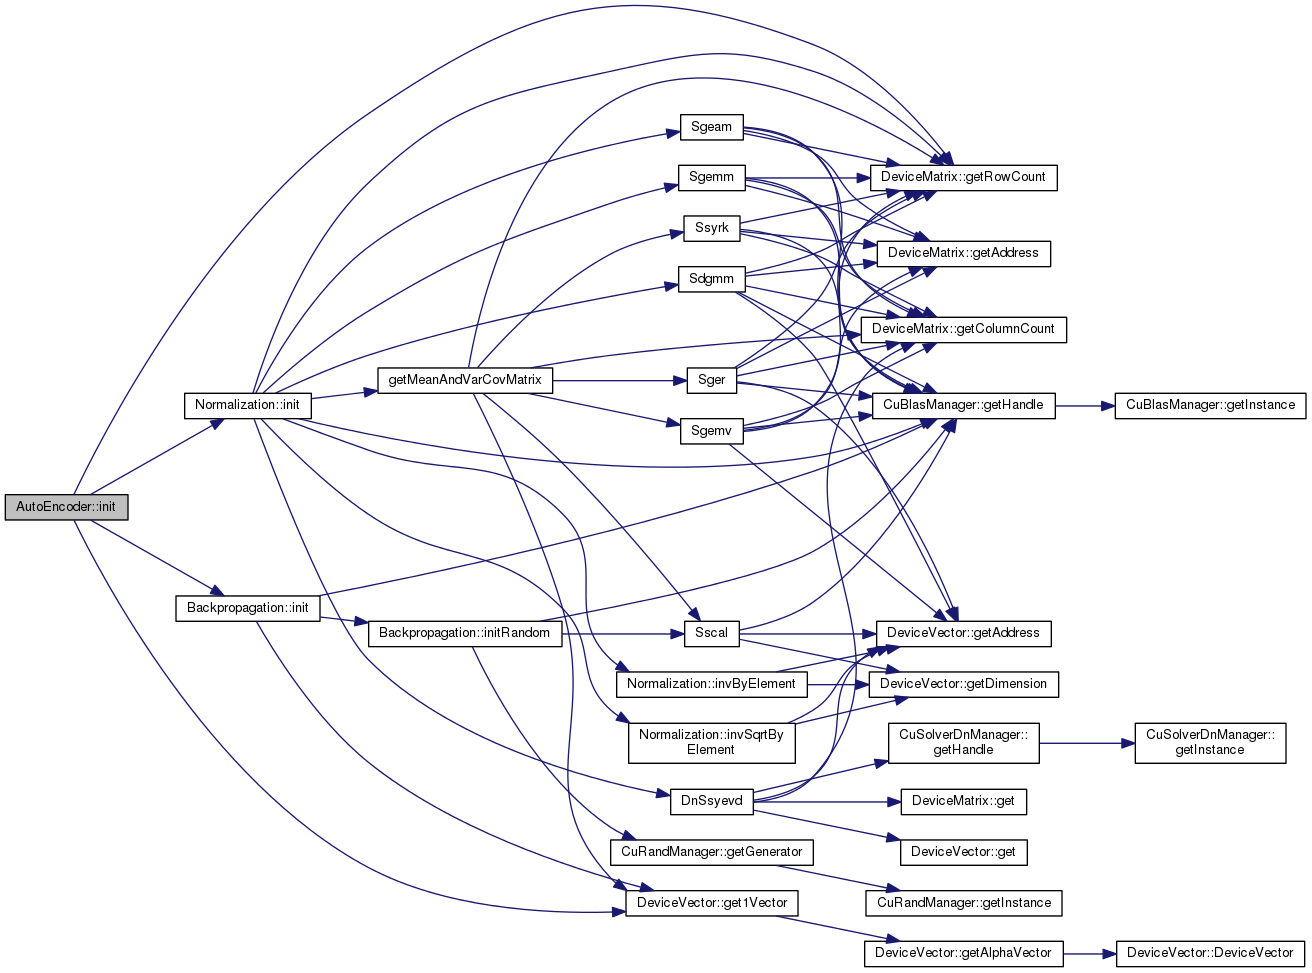 Sgeam
DeviceMatrix::getRowCount
Sgemm
Ssyrk
DeviceMatrix::getAddress
Sdgmm
DeviceMatrix::getColumnCount
getMeanAndVarCovMatrix
Sger
Normalization::init
CuBlasManager::getHandle
CuBlasManager::getInstance
Sgemv
AutoEncoder::init
Backpropagation::init
Backpropagation::initRandom
Sscal
DeviceVector::getAddress
Normalization::invByElement
DeviceVector::getDimension
Normalization::invSqrtBy
Element
CuSolverDnManager::
getHandle
CuSolverDnManager::
getInstance
DnSsyevd
DeviceMatrix::get
CuRandManager::getGenerator
DeviceVector::get
DeviceVector::get1Vector
CuRandManager::getInstance
DeviceVector::getAlphaVector
DeviceVector::DeviceVector